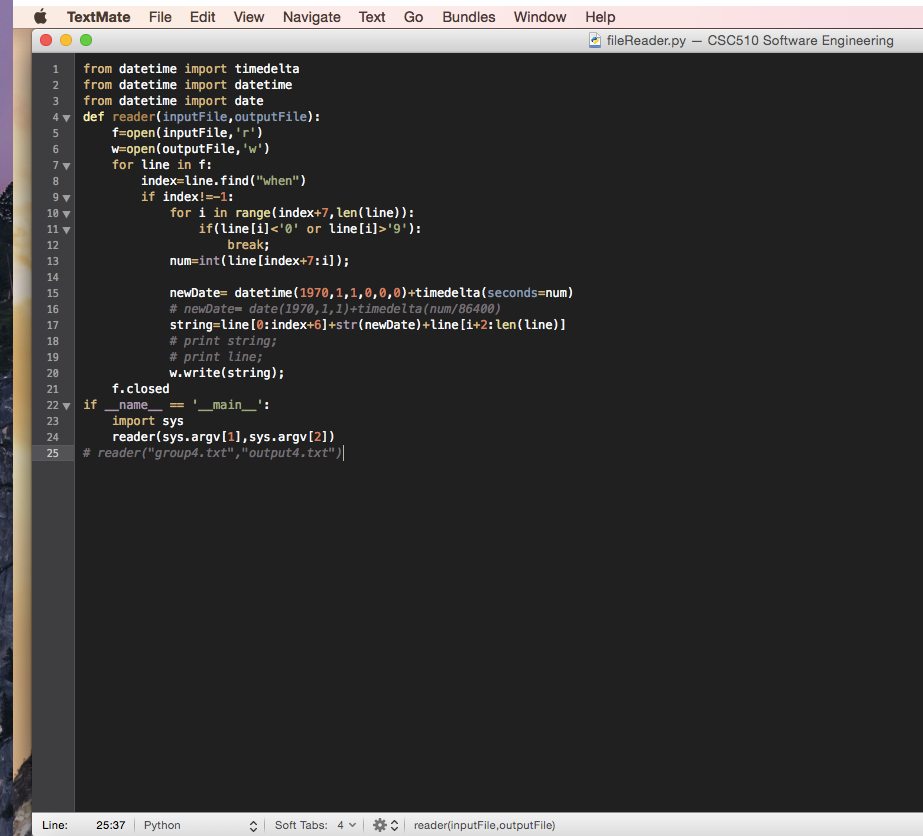 TextMate File Edit View Navigate Text Go Bundles Window Help
fileReader.py — CSC510 Software Engineering
1 from datetime import timedelta
2 from datetime import datetime
3 from datetime import date
4 def reader(inputFile,outputFile):
5     f=open(inputFile,'r')
6     w=open(outputFile,'w')
7     for line in f:
8         index=line.find("when")
9         if index!=-1:
10             for i in range(index+7,len(line)):
11                 if(line[i]<'0' or line[i]>'9'):
12                     break;
13             num=int(line[index+7:i]);
14
15             newDate= datetime(1970,1,1,0,0,0)+timedelta(seconds=num)
16             # newDate= date(1970,1,1)+timedelta(num/86400)
17             string=line[0:index+6]+str(newDate)+line[i+2:len(line)]
18             # print string;
19             # print line;
20             w.write(string);
21     f.closed
22 if __name__ == '__main__':
23     import sys
24     reader(sys.argv[1],sys.argv[2])
25 # reader("group4.txt","output4.txt")
Line: 25:37 Python Soft Tabs: 4 reader(inputFile,outputFile)